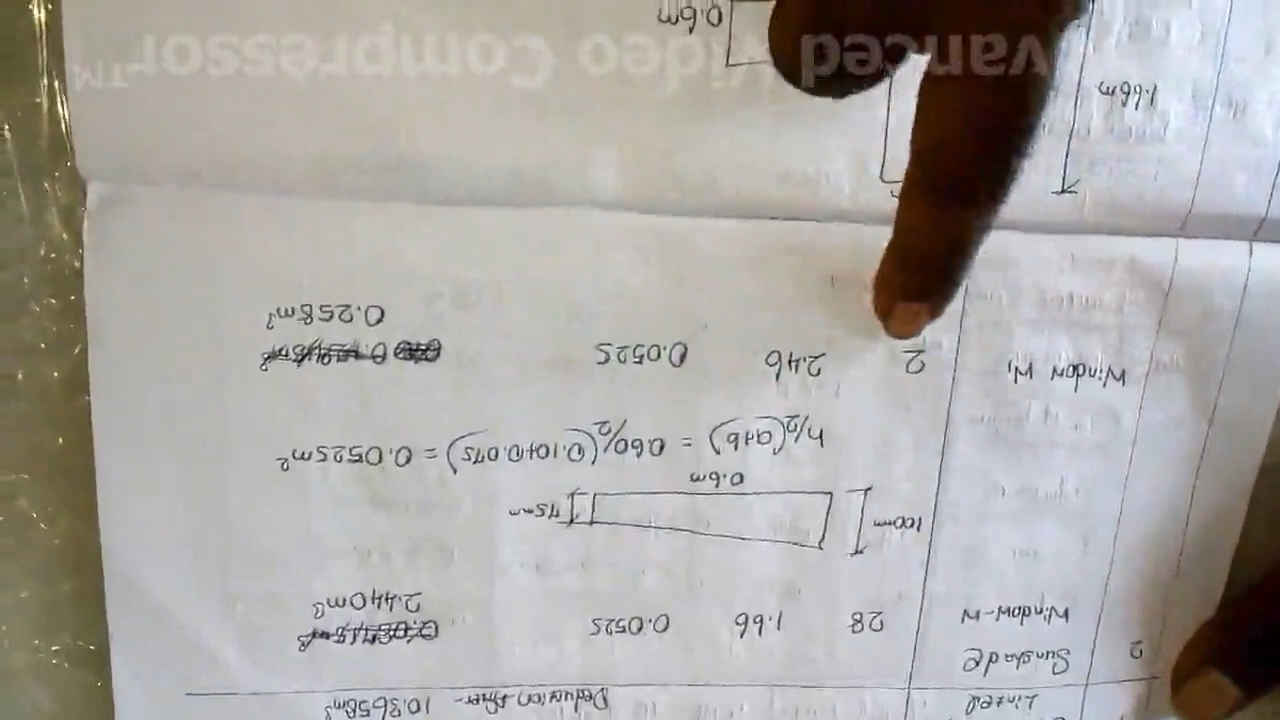 Lintel Deduction After - 10.3658m³
2 Sunshade
Window-W 28 1.66 0.0525
2.440m³
100mm 75mm
0.6m
h/2(a+b) = 0.60/2(0.10+0.075) = 0.0525m²
Window W₁ 2 2.46 0.0525
0.258m³
1.66m
0.6m
Advanced Video Compressor™